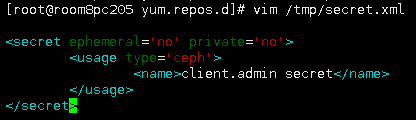 [root@room8pc205 yum.repos.d]# vim /tmp/secret.xml
<secret ephemeral='no' private='no'>
        <usage type='ceph'>
                <name>client.admin secret</name>
        </usage>
</secret>